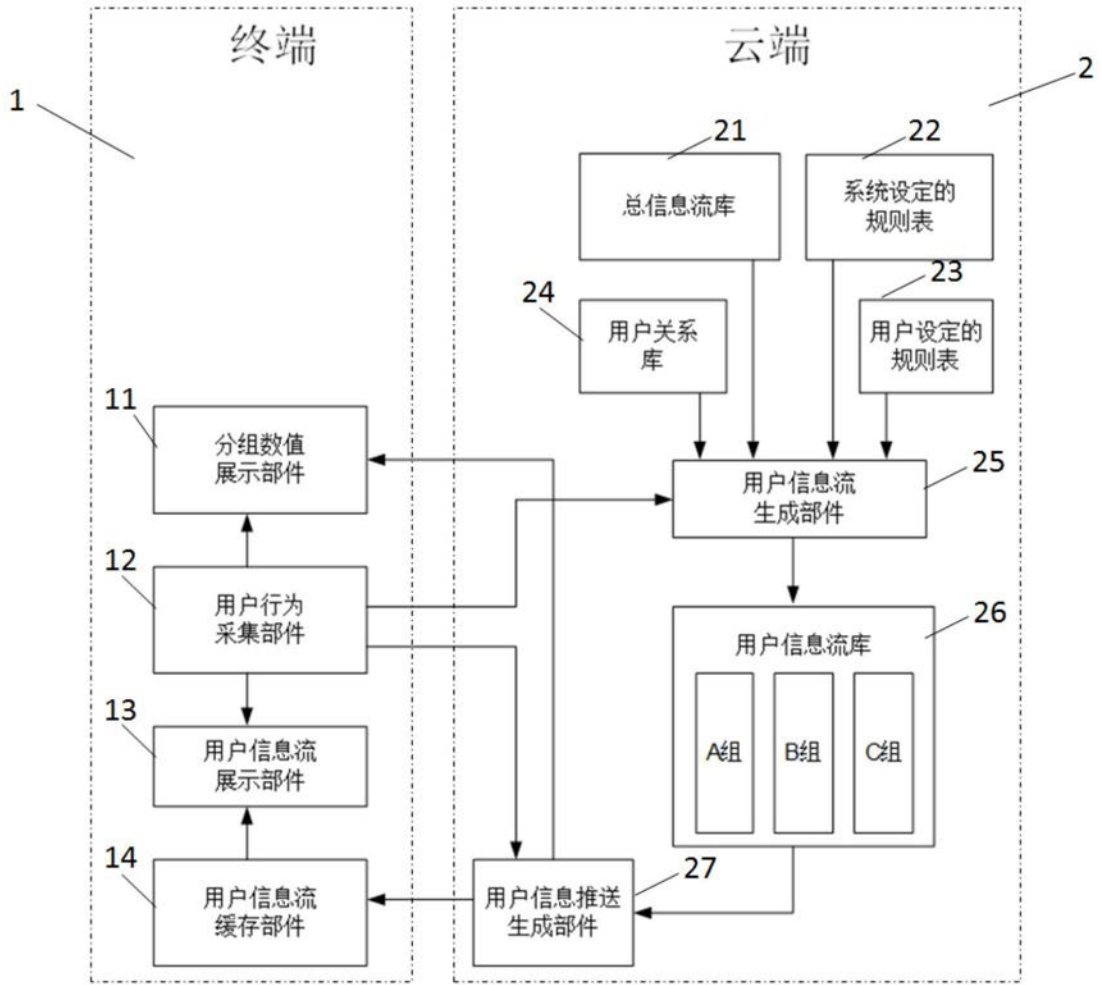 终端
云端
1
2
21
22
总信息流库
系统设定的
规则表
24
23
用户关系
库
用户设定的
规则表
11
分组数值
展示部件
25
用户信息流
生成部件
12
用户行为
采集部件
26
用户信息流库
A组
B组
C组
13
用户信息流
展示部件
14
用户信息流
缓存部件
27
用户信息推送
生成部件